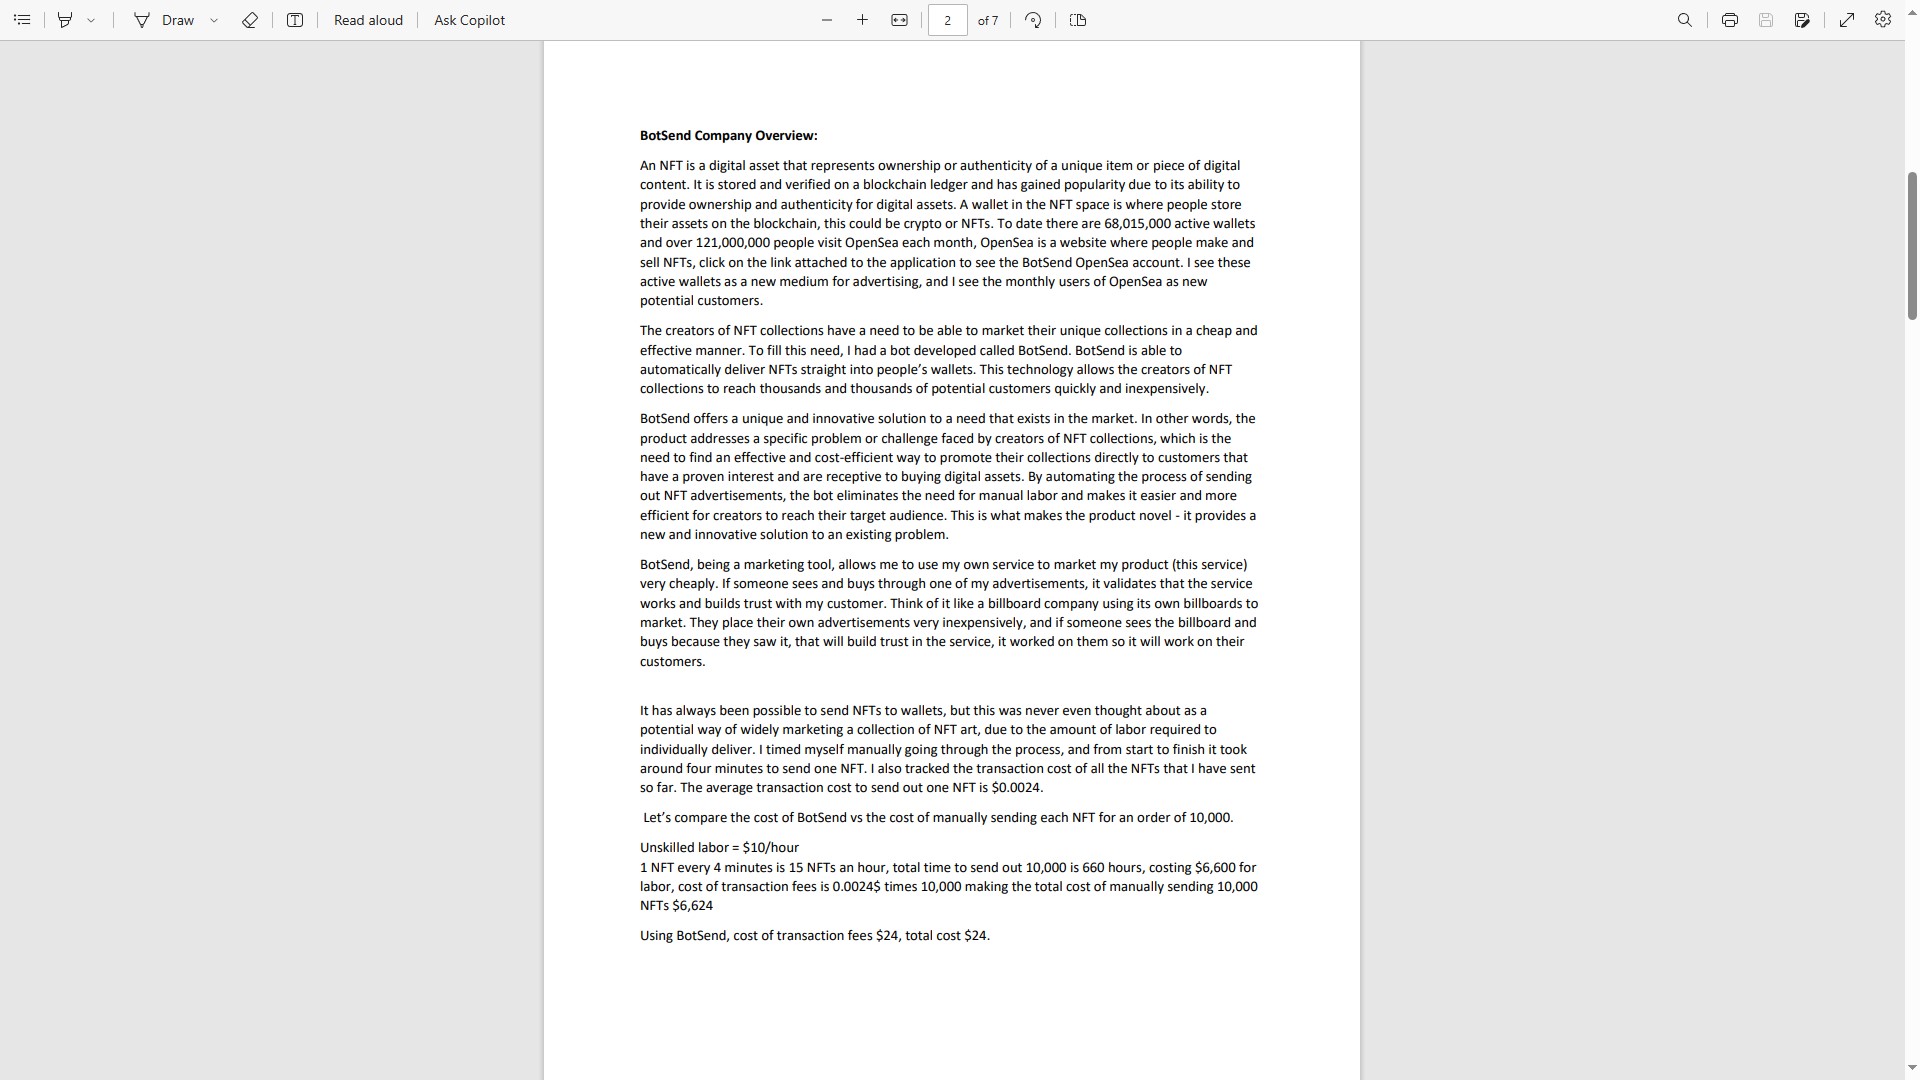 Draw
Read aloud
Ask Copilot
2
of 7
BotSend Company Overview:
An NFT is a digital asset that represents ownership or authenticity of a unique item or piece of digital
content. It is stored and verified on a blockchain ledger and has gained popularity due to its ability to
provide ownership and authenticity for digital assets. A wallet in the NFT space is where people store
their assets on the blockchain, this could be crypto or NFTs. To date there are 68,015,000 active wallets
and over 121,000,000 people visit OpenSea each month, OpenSea is a website where people make and
sell NFTs, click on the link attached to the application to see the BotSend OpenSea account. I see these
active wallets as a new medium for advertising, and I see the monthly users of OpenSea as new
potential customers.
The creators of NFT collections have a need to be able to market their unique collections in a cheap and
effective manner. To fill this need, I had a bot developed called BotSend. BotSend is able to
automatically deliver NFTs straight into people's wallets. This technology allows the creators of NFT
collections to reach thousands and thousands of potential customers quickly and inexpensively.
BotSend offers a unique and innovative solution to a need that exists in the market. In other words, the
product addresses a specific problem or challenge faced by creators of NFT collections, which is the
need to find an effective and cost-efficient way to promote their collections directly to customers that
have a proven interest and are receptive to buying digital assets. By automating the process of sending
out NFT advertisements, the bot eliminates the need for manual labor and makes it easier and more
efficient for creators to reach their target audience. This is what makes the product novel - it provides a
new and innovative solution to an existing problem.
BotSend, being a marketing tool, allows me to use my own service to market my product (this service)
very cheaply. If someone sees and buys through one of my advertisements, it validates that the service
works and builds trust with my customer. Think of it like a billboard company using its own billboards to
market. They place their own advertisements very inexpensively, and if someone sees the billboard and
buys because they saw it, that will build trust in the service, it worked on them so it will work on their
customers.
It has always been possible to send NFTs to wallets, but this was never even thought about as a
potential way of widely marketing a collection of NFT art, due to the amount of labor required to
individually deliver. I timed myself manually going through the process, and from start to finish it took
around four minutes to send one NFT. I also tracked the transaction cost of all the NFTs that I have sent
so far. The average transaction cost to send out one NFT is $0.0024.
Let's compare the cost of BotSend vs the cost of manually sending each NFT for an order of 10,000.
Unskilled labor = $10/hour
1 NFT every 4 minutes is 15 NFTs an hour, total time to send out 10,000 is 660 hours, costing $6,600 for
labor, cost of transaction fees is 0.0024$ times 10,000 making the total cost of manually sending 10,000
NFTs $6,624
Using BotSend, cost of transaction fees $24, total cost $24.